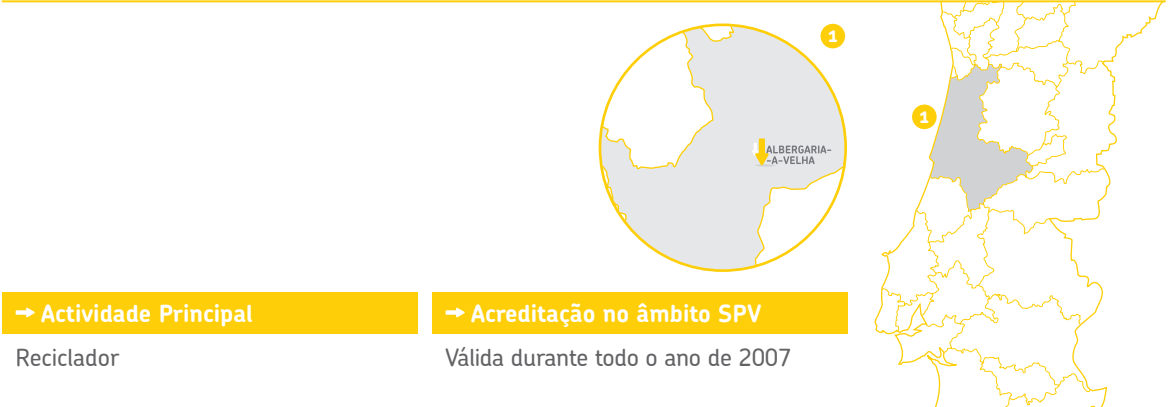 1
1
ALBERGARIA-
-A-VELHA
Actividade Principal
Acreditação no âmbito SPV
Reciclador
Válida durante todo o ano de 2007